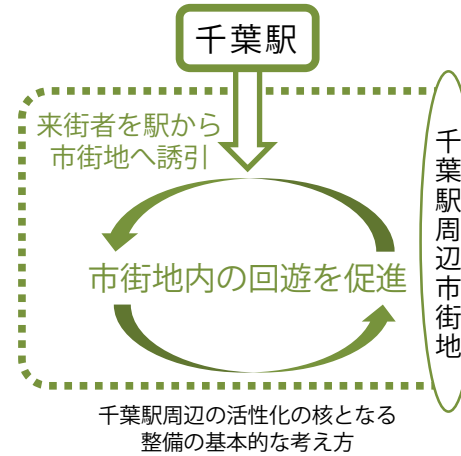 千葉駅
来街者を駅から
市街地へ誘引
市街地内の回遊を促進
千葉駅周辺市街地
千葉駅周辺の活性化の核となる
整備の基本的な考え方